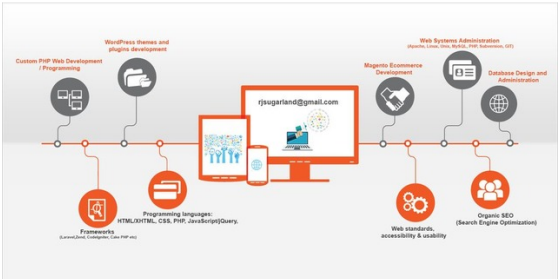 WordPress themes and
plugins development
Custom PHP Web Development
/ Programming
Web Systems Administration
(Apache, Linux, Unix, MySQL, PHP, Subversion, GIT)
Magento Ecommerce
Development
Database Design and
Administration
rjsugarland@gmail.com
Programming languages:
HTML/XHTML, CSS, PHP, JavaScript/jQuery,
Frameworks
(Laravel,Zend, CodeIgniter, Cake PHP etc)
Web standards,
accessibility & usability
Organic SEO
(Search Engine Optimization)